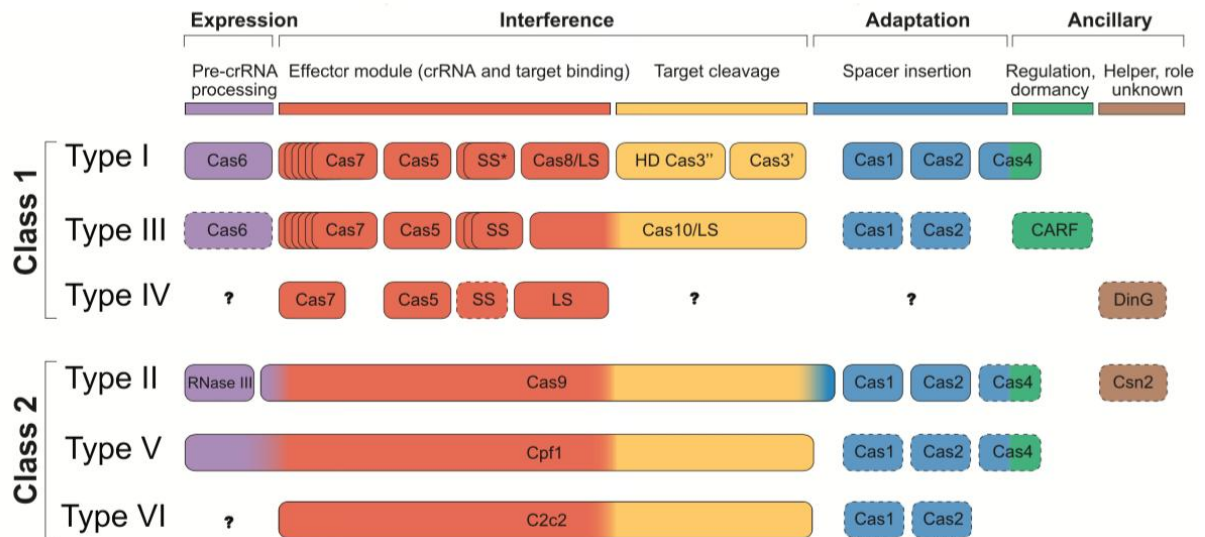 Expression Interference Adaptation Ancillary
Pre-crRNA processing Effector module (crRNA and target binding) Target cleavage Spacer insertion Regulation, dormancy Helper, role unknown
Class 1
Type I Cas6 Cas7 Cas5 SS* Cas8/LS HD Cas3'' Cas3' Cas1 Cas2 Cas4
Type III Cas6 Cas7 Cas5 SS Cas10/LS Cas1 Cas2 CARF
Type IV ? Cas7 Cas5 SS LS ? ? DinG
Class 2
Type II RNase III Cas9 Cas1 Cas2 Cas4 Csn2
Type V Cpf1 Cas1 Cas2 Cas4
Type VI ? C2c2 Cas1 Cas2